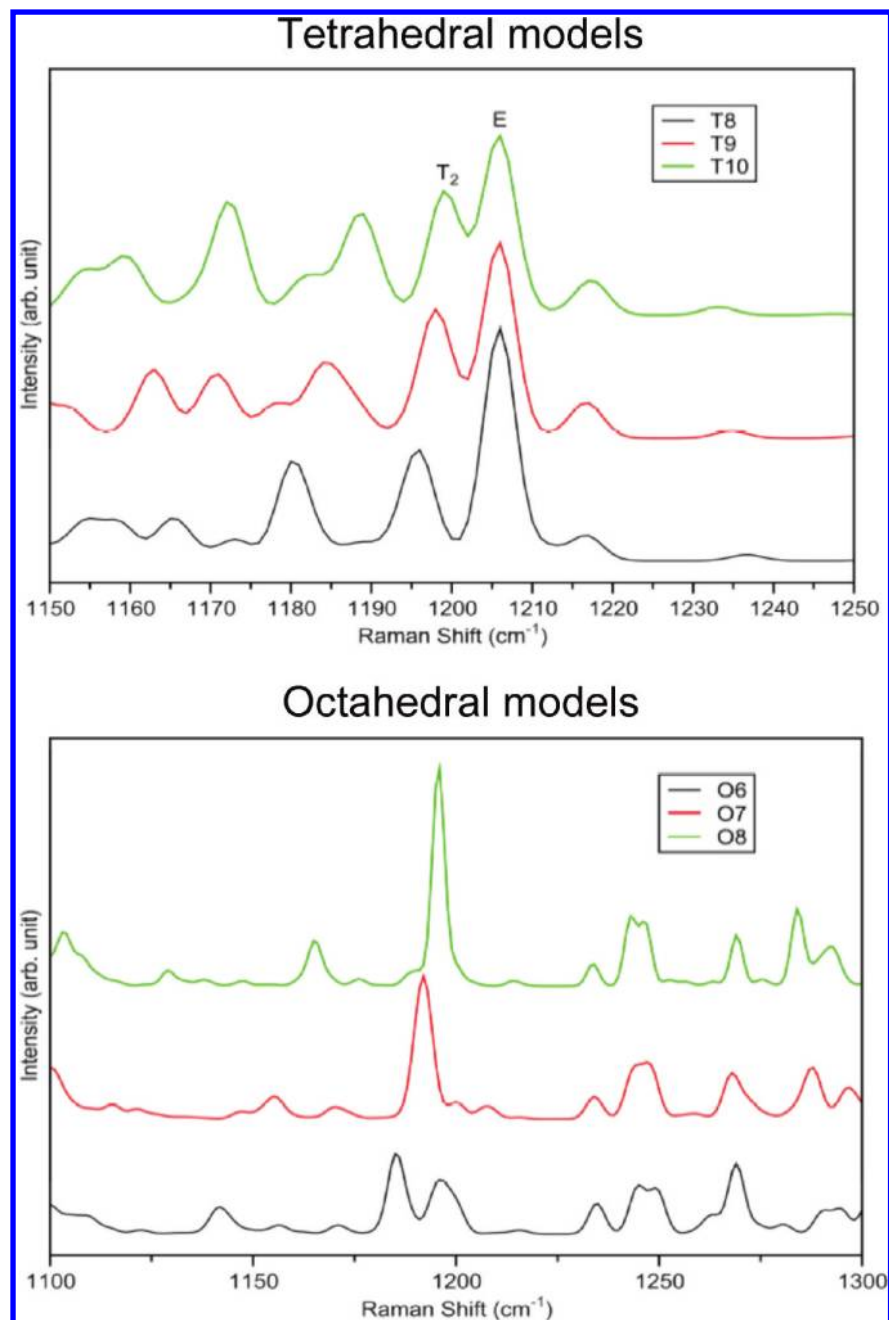 Tetrahedral models
E
T8
T9
T10
T₂
Intensity (arb. unit)
1150 1160 1170 1180 1190 1200 1210 1220 1230 1240 1250
Raman Shift (cm⁻¹)
Octahedral models
O6
O7
O8
Intensity (arb. unit)
1100 1150 1200 1250 1300
Raman Shift (cm⁻¹)